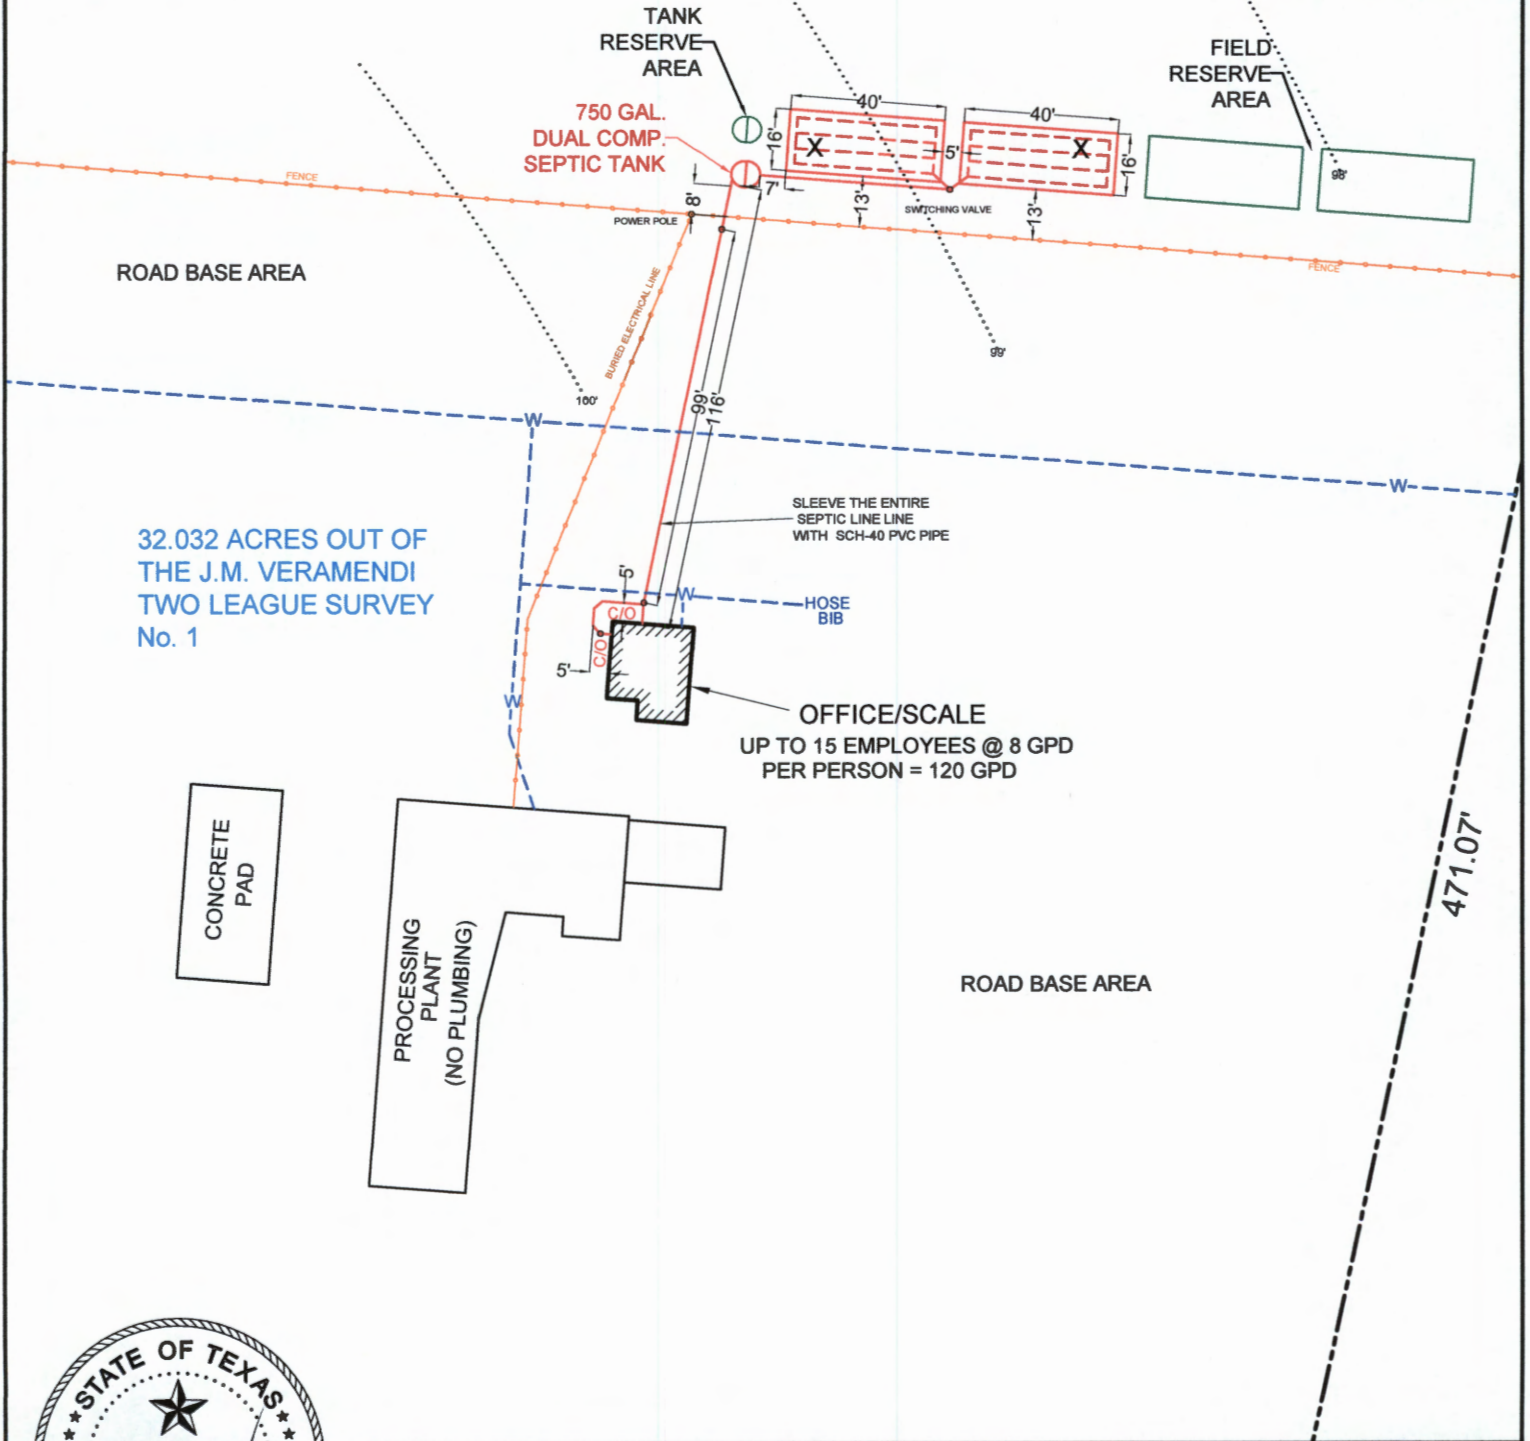 TANK
RESERVE
AREA
FIELD
RESERVE
AREA
750 GAL.
DUAL COMP.
SEPTIC TANK
40'
40'
16'
X
5'
X
16'
98'
FENCE
8'
7'
13'
SWITCHING VALVE
13'
POWER POLE
FENCE
ROAD BASE AREA
BURIED ELECTRICAL LINE
99'
100'
99'
116'
W
W
SLEEVE THE ENTIRE
SEPTIC LINE LINE
WITH SCH-40 PVC PIPE
32.032 ACRES OUT OF
THE J.M. VERAMENDI
TWO LEAGUE SURVEY
No. 1
5'
W
HOSE
BIB
C/O
C/O
5'
W
OFFICE/SCALE
UP TO 15 EMPLOYEES @ 8 GPD
PER PERSON = 120 GPD
CONCRETE
PAD
PROCESSING
PLANT
(NO PLUMBING)
471.07'
ROAD BASE AREA
STATE OF TEXAS